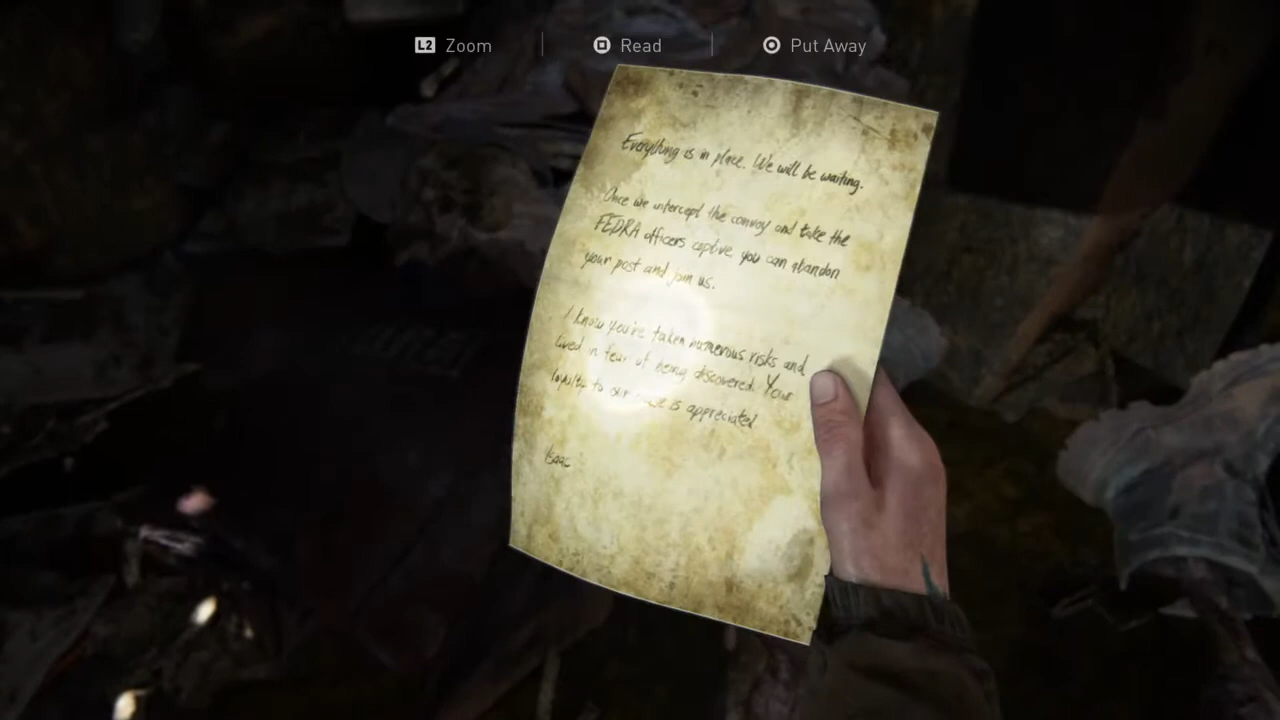 L2 Zoom
Read
Put Away
Everything is in place. We will be waiting.
Once we intercept the convoy and take the
FEDRA officers captive, you can abandon
your post and join us.
I know you've taken numerous risks and
lived in fear of being discovered. Your
loyalty to our cause is appreciated
Isaac